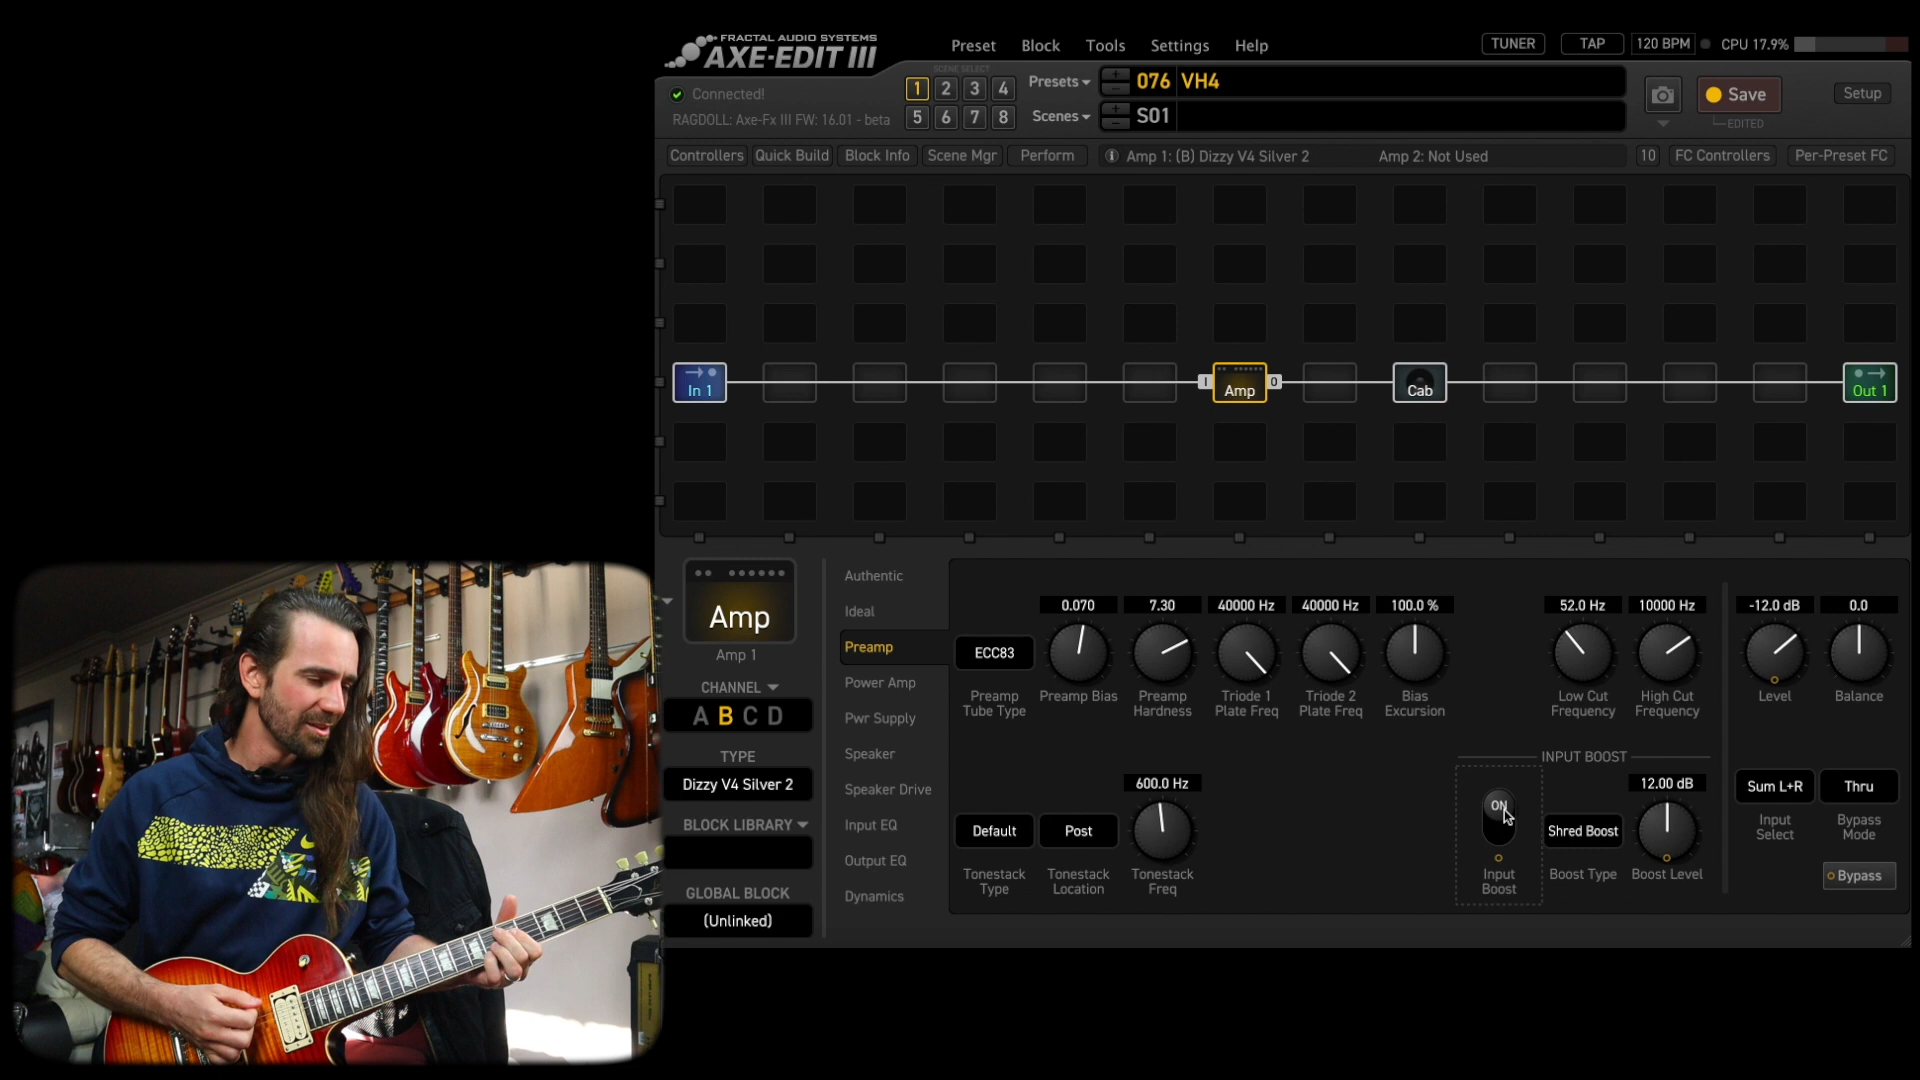 FRACTAL AUDIO SYSTEMS
AXE-EDIT III
Preset Block Tools Settings Help
TUNER TAP 120 BPM CPU 17.9%
SCENE SELECT
Connected!
1 2 3 4
Presets
+
−
076 VH4
Save
Setup
RAGDOLL: Axe-Fx III FW: 16.01 - beta
5 6 7 8
Scenes
+
−
S01
EDITED
Controllers Quick Build Block Info Scene Mgr Perform
Amp 1: (B) Dizzy V4 Silver 2 Amp 2: Not Used
10 FC Controllers Per-Preset FC
In 1
I Amp O
Cab
Out 1
Amp
Amp 1
CHANNEL
A B C D
TYPE
Dizzy V4 Silver 2
BLOCK LIBRARY
GLOBAL BLOCK
(Unlinked)
Authentic
Ideal
Preamp
Power Amp
Pwr Supply
Speaker
Speaker Drive
Input EQ
Output EQ
Dynamics
0.070 7.30 40000 Hz 40000 Hz 100.0 % 52.0 Hz 10000 Hz -12.0 dB 0.0
ECC83
Preamp Tube Type
Preamp Bias
Preamp Hardness
Triode 1 Plate Freq
Triode 2 Plate Freq
Bias Excursion
Low Cut Frequency
High Cut Frequency
Level
Balance
INPUT BOOST
600.0 Hz
12.00 dB
Default
Post
ON
Shred Boost
Sum L+R
Thru
Tonestack Type
Tonestack Location
Tonestack Freq
Input Boost
Boost Type
Boost Level
Input Select
Bypass Mode
Bypass